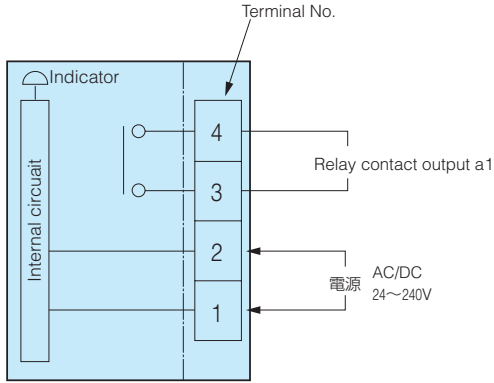 Terminal No.
Indicator
Internal circuait
4
3
2
1
Relay contact output a1
電源
AC/DC
24～240V